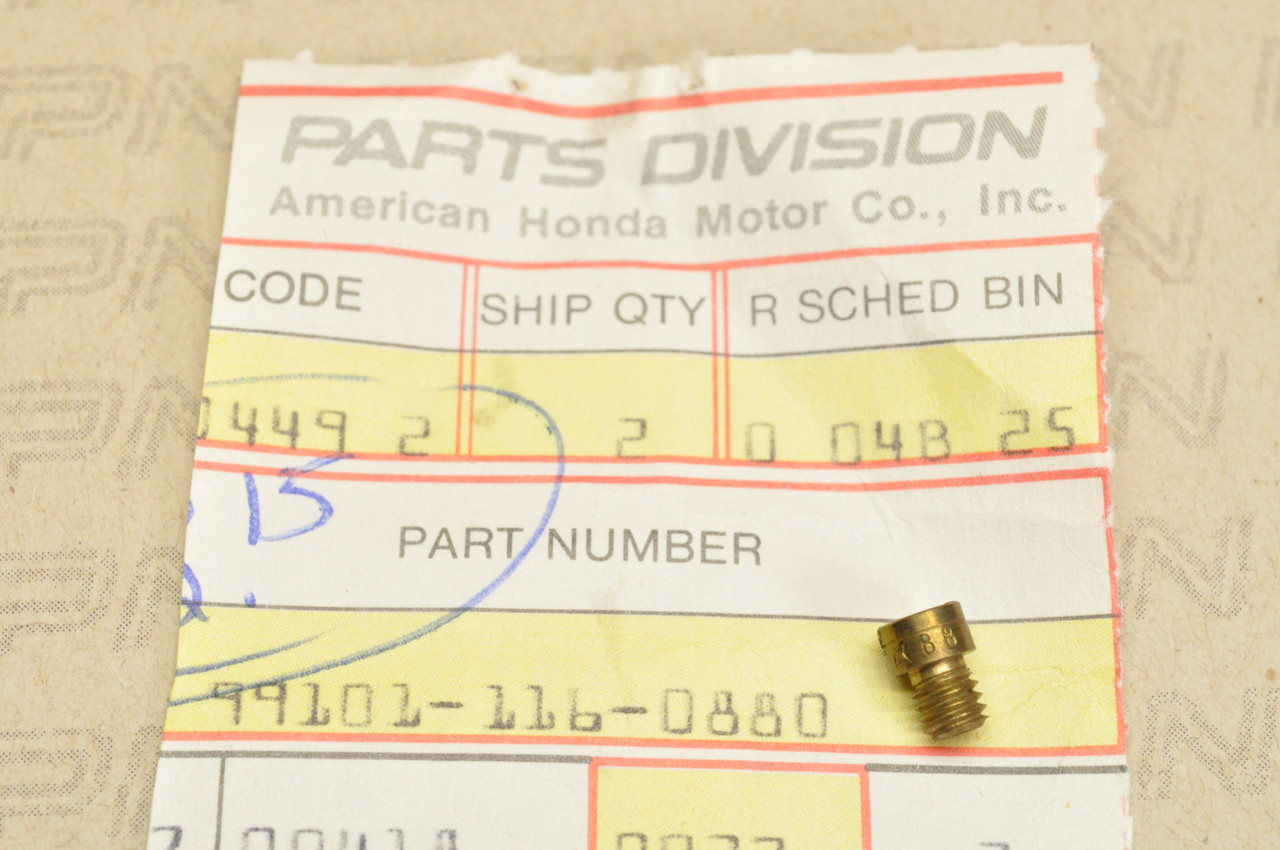 PARTS DIVISION
American Honda Motor Co., Inc.
CODE SHIP QTY R SCHED BIN
0449 2 2 0 04B 25
B
PART NUMBER
99101-116-0880
88